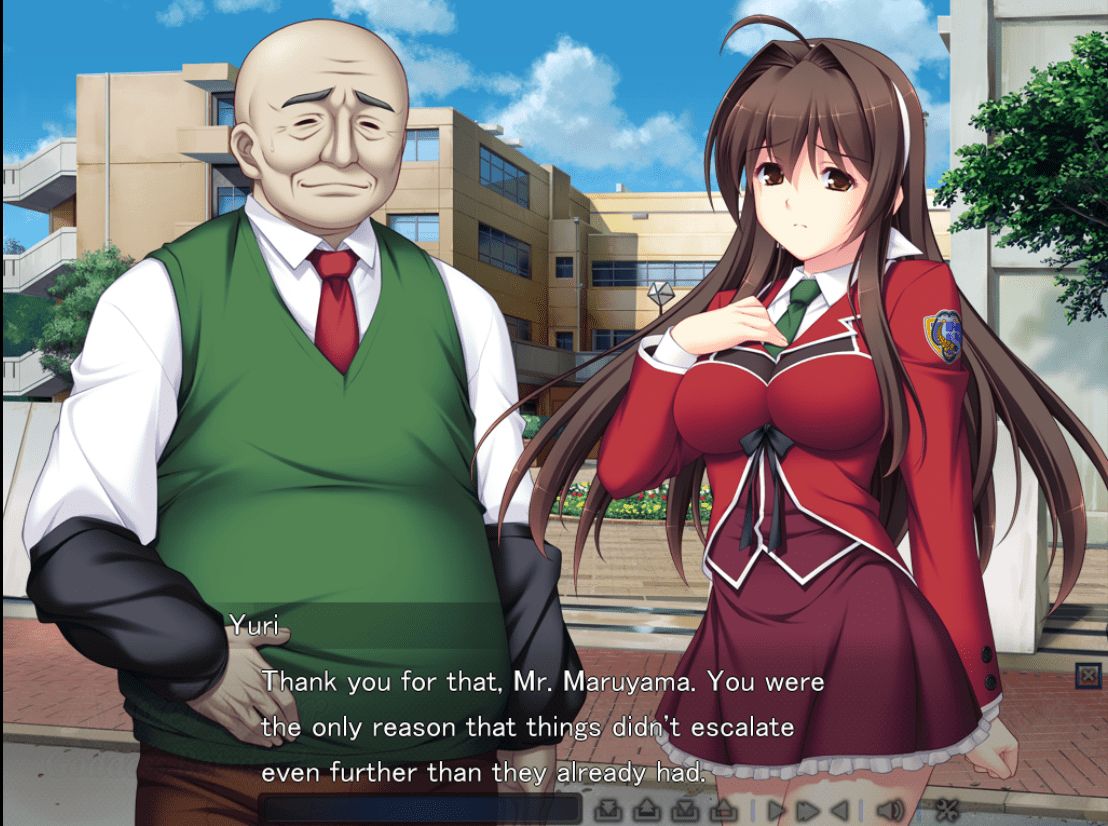 Yuri
Thank you for that, Mr. Maruyama. You were
the only reason that things didn't escalate
even further than they already had.